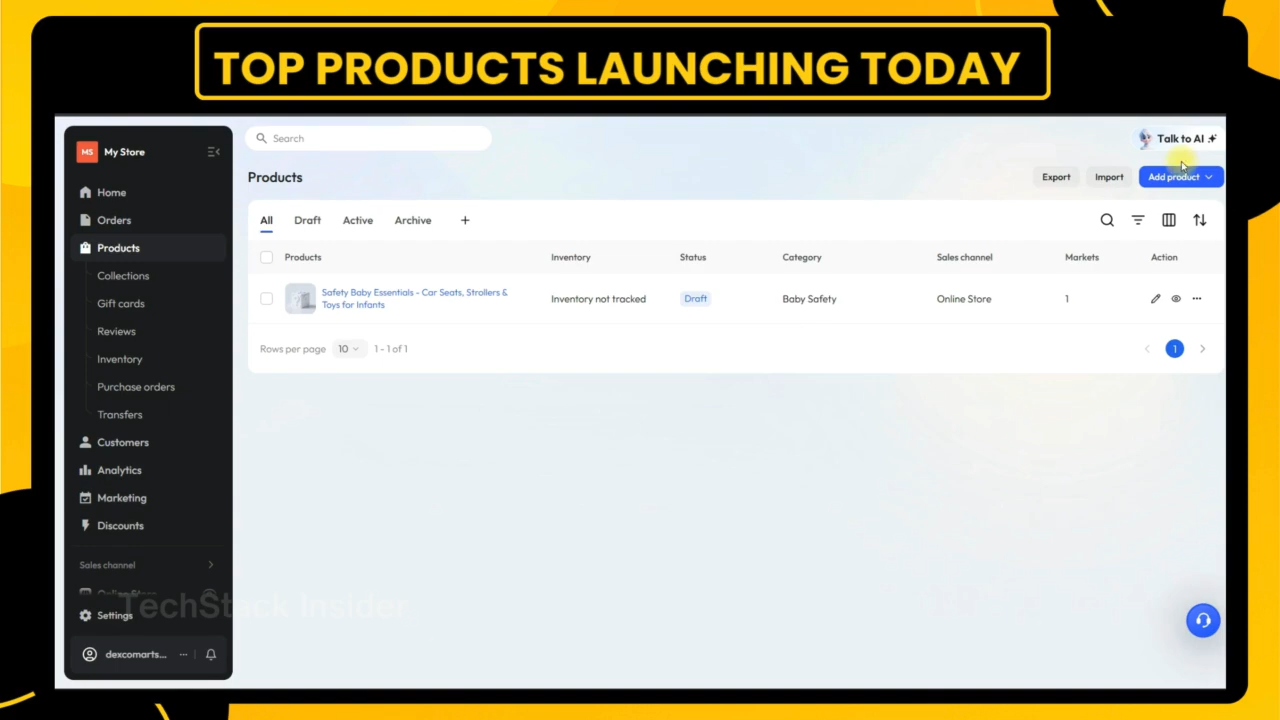 TOP PRODUCTS LAUNCHING TODAY
MS My Store
Search
Talk to AI
Products
Export
Import
Add product
Home
Orders
Products
Collections
Gift cards
Reviews
Inventory
Purchase orders
Transfers
Customers
Analytics
Marketing
Discounts
Sales channel
Online Store
Settings
dexcomarts...
All Draft Active Archive
Products Inventory Status Category Sales channel Markets Action
Safety Baby Essentials - Car Seats, Strollers &
Toys for Infants
Inventory not tracked Draft Baby Safety Online Store 1
Rows per page 10 1 - 1 of 1
1
TechStack Insider